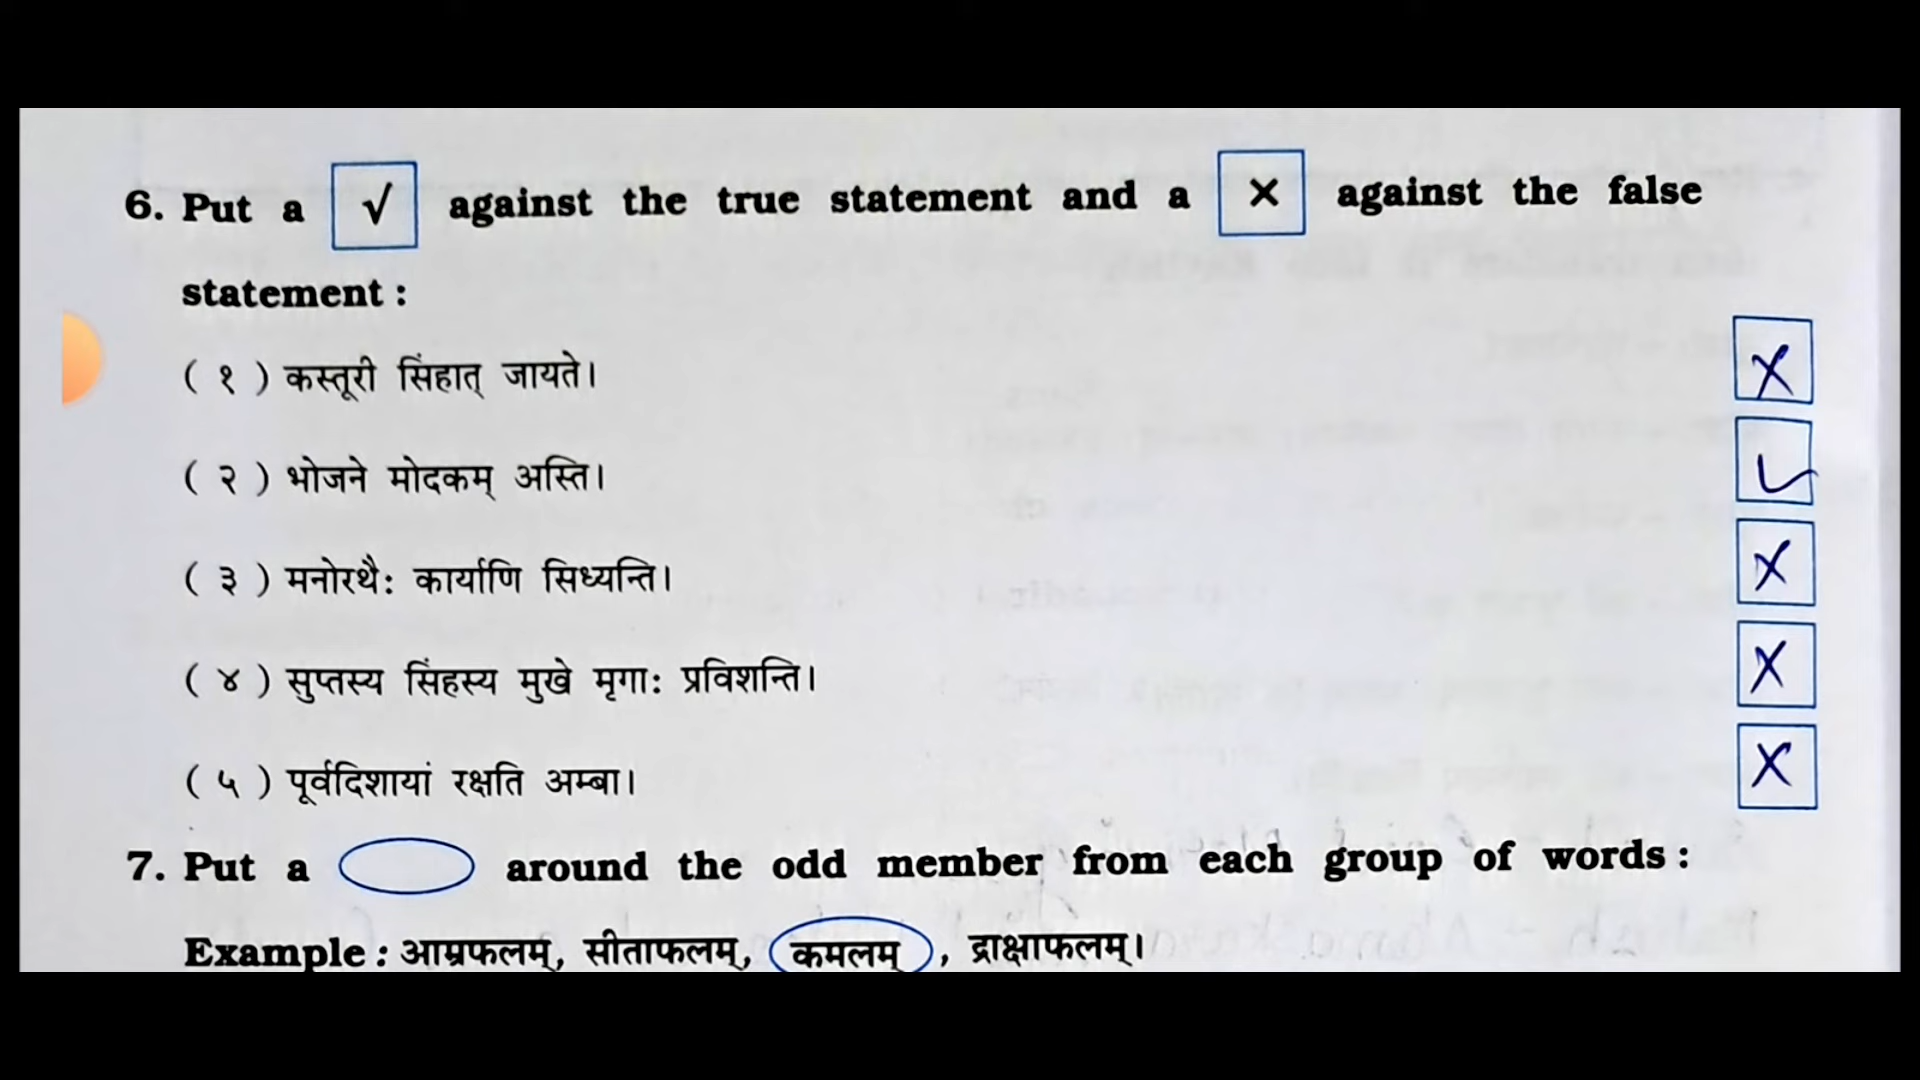 6. Put a √ against the true statement and a × against the false
statement :
( १ ) कस्तूरी सिंहात् जायते। X
( २ ) भोजने मोदकम् अस्ति। ✓
( ३ ) मनोरथैः कार्याणि सिध्यन्ति। X
( ४ ) सुप्तस्य सिंहस्य मुखे मृगाः प्रविशन्ति। X
( ५ ) पूर्वदिशायां रक्षति अम्बा। X
7. Put a around the odd member from each group of words :
Example : आम्रफलम्, सीताफलम्, कमलम्, द्राक्षाफलम्।